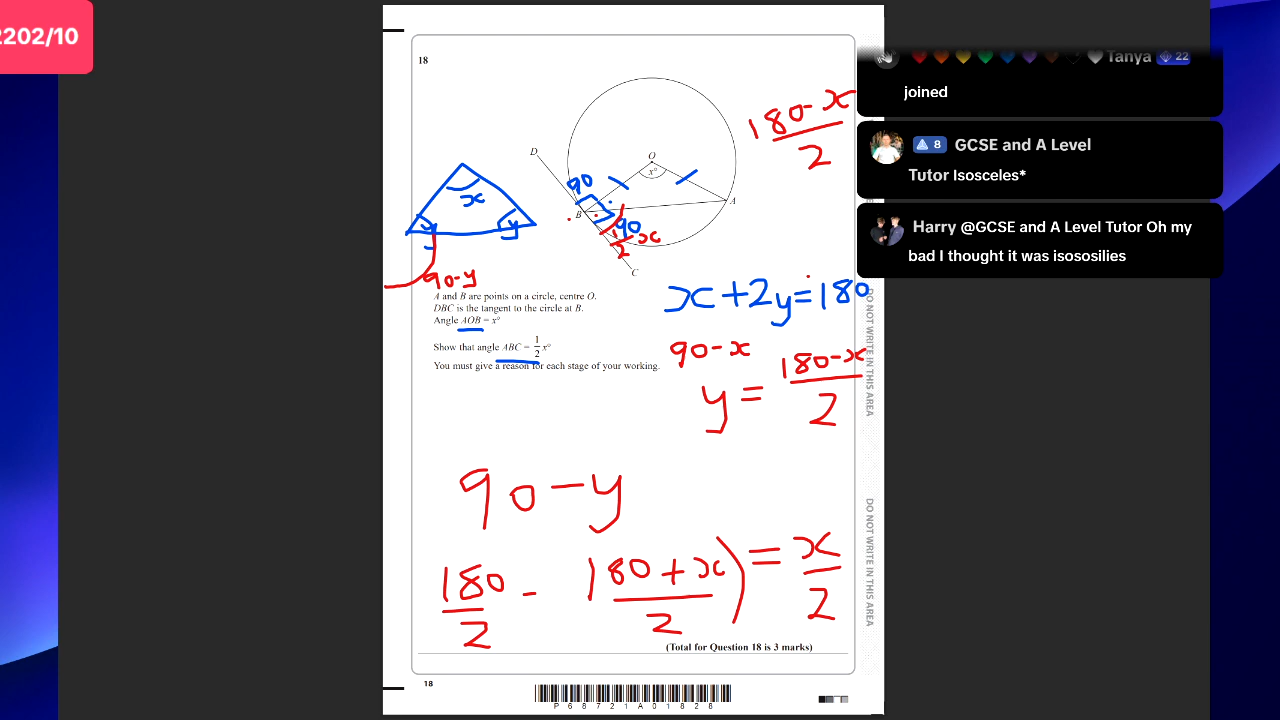 2202/10
18
180-x
2
D
O
x°
90
B
A
90
1
2
x
C
x
y
y
90-y
A and B are points on a circle, centre O.
DBC is the tangent to the circle at B.
Angle AOB = x°
Show that angle ABC = 1/2 x°
You must give a reason for each stage of your working.
x+2y=180
90-x
y = 180-x
2
90-y
180/2 - 180+x/2) = x/2
(Total for Question 18 is 3 marks)
18
P68721A01828
DO NOT WRITE IN THIS AREA
DO NOT WRITE IN THIS AREA
Tanya 22
joined
8 GCSE and A Level
Tutor Isosceles*
Harry @GCSE and A Level Tutor Oh my
bad I thought it was isososilies